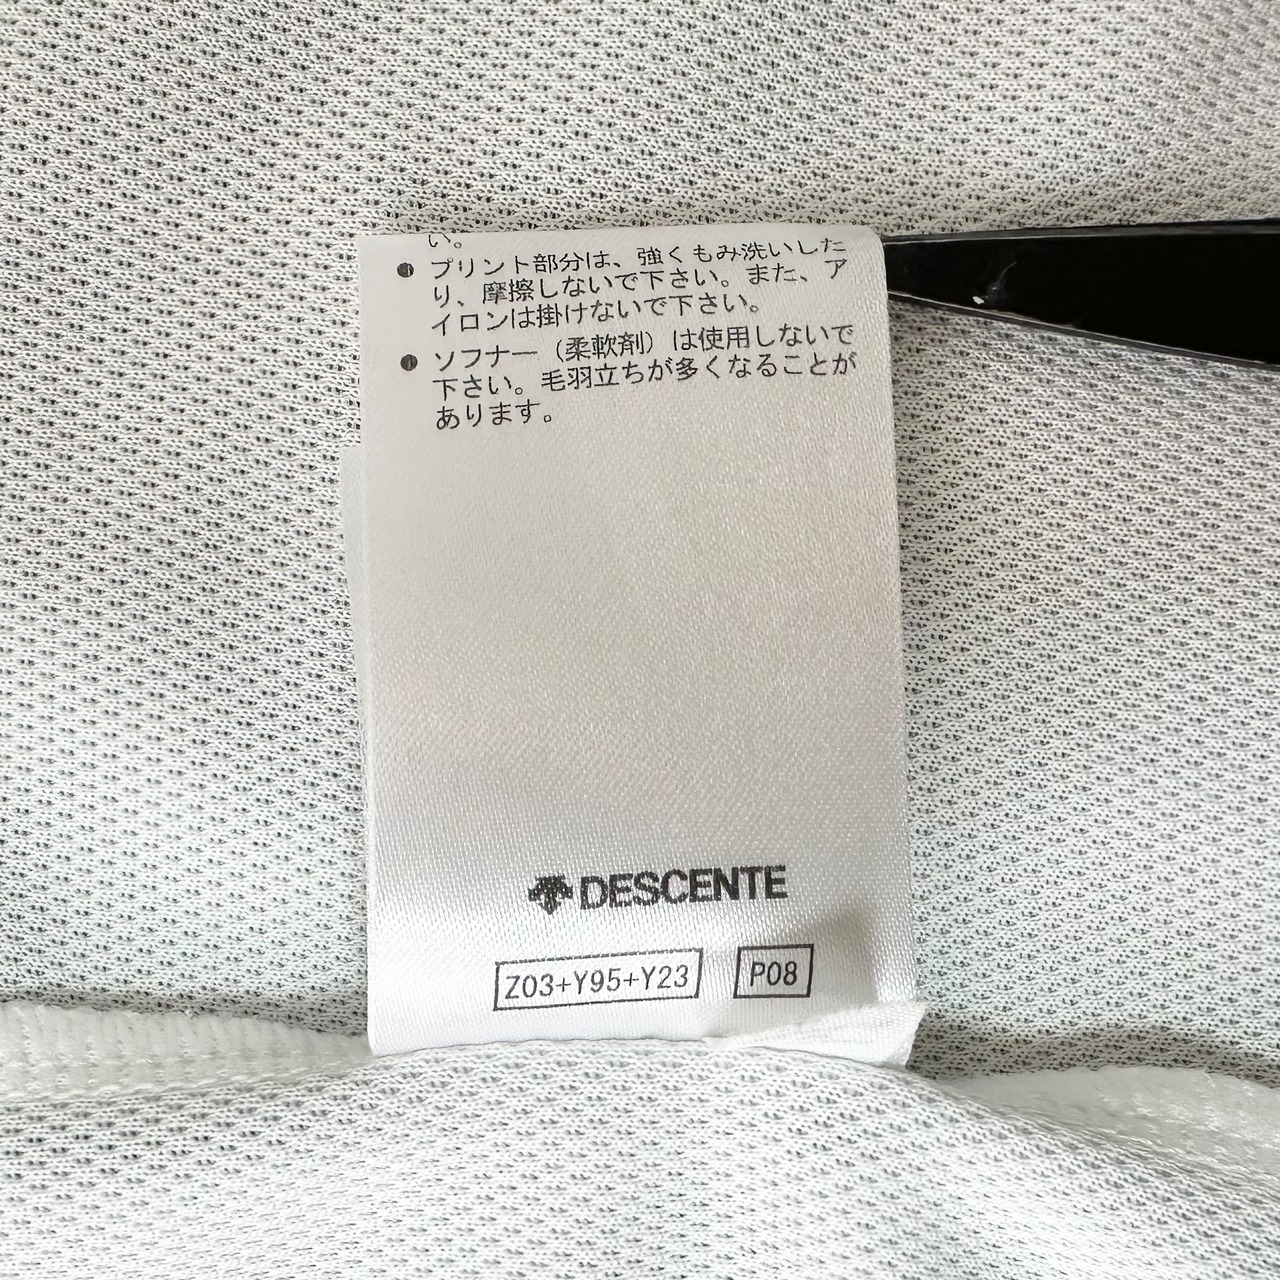 い。
● プリント部分は、強くもみ洗いした
り、摩擦しないで下さい。また、ア
イロンは掛けないで下さい。
● ソフナー（柔軟剤）は使用しないで
下さい。毛羽立ちが多くなることが
あります。
DESCENTE
Z03+Y95+Y23 P08